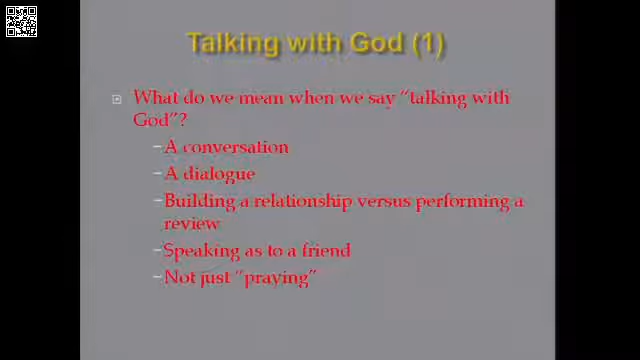 Talking with God (1)
What do we mean when we say “talking with
God”?
–A conversation
–A dialogue
–Building a relationship versus performing a
review
–Speaking as to a friend
–Not just “praying”